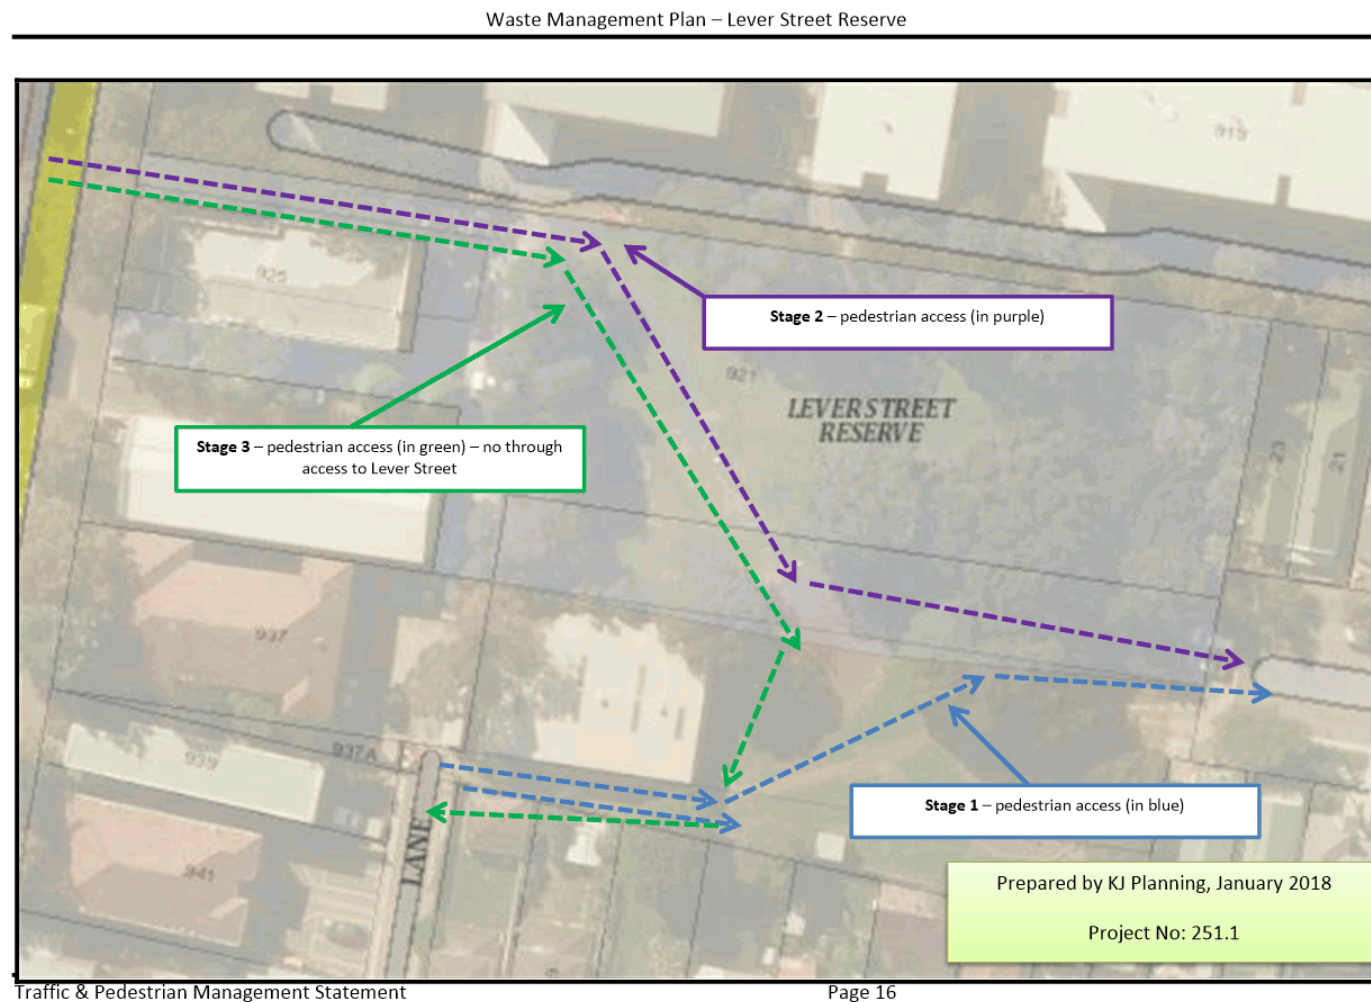 Waste Management Plan – Lever Street Reserve
919
925
Stage 2 – pedestrian access (in purple)
921
LEVER STREET
RESERVE
Stage 3 – pedestrian access (in green) – no through
access to Lever Street
23
21
937
937A
939
Stage 1 – pedestrian access (in blue)
LANE
941
Prepared by KJ Planning, January 2018
Project No: 251.1
Traffic & Pedestrian Management Statement
Page 16